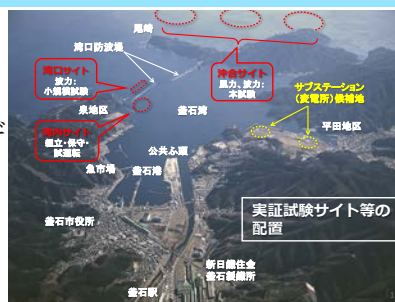 尾崎
湾口防波堤
湾口サイト
波力:
小規模試験
沖合サイト
風力、波力:
本試験
サブステーション
(変電所)候補地
泉地区
釜石湾
平田地区
組立・保守・
試運転
ど
公共ふ頭
魚市場
釜石港
実証試験サイト等の
配置
釜石市役所
新日鐵住金
釜石製鐵所
釜石駅